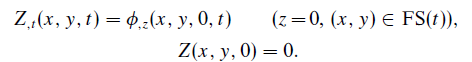 Z,ₜ(x, y, t) = ϕ,𝓏(x, y, 0, t) (z = 0, (x, y) ∈ FS(t)),
Z(x, y, 0) = 0.